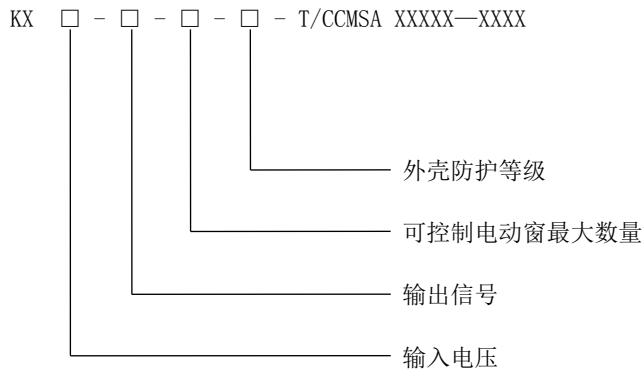 KX □ - □ - □ - □ - T/CCMSA XXXXX—XXXX
外壳防护等级
可控制电动窗最大数量
输出信号
输入电压